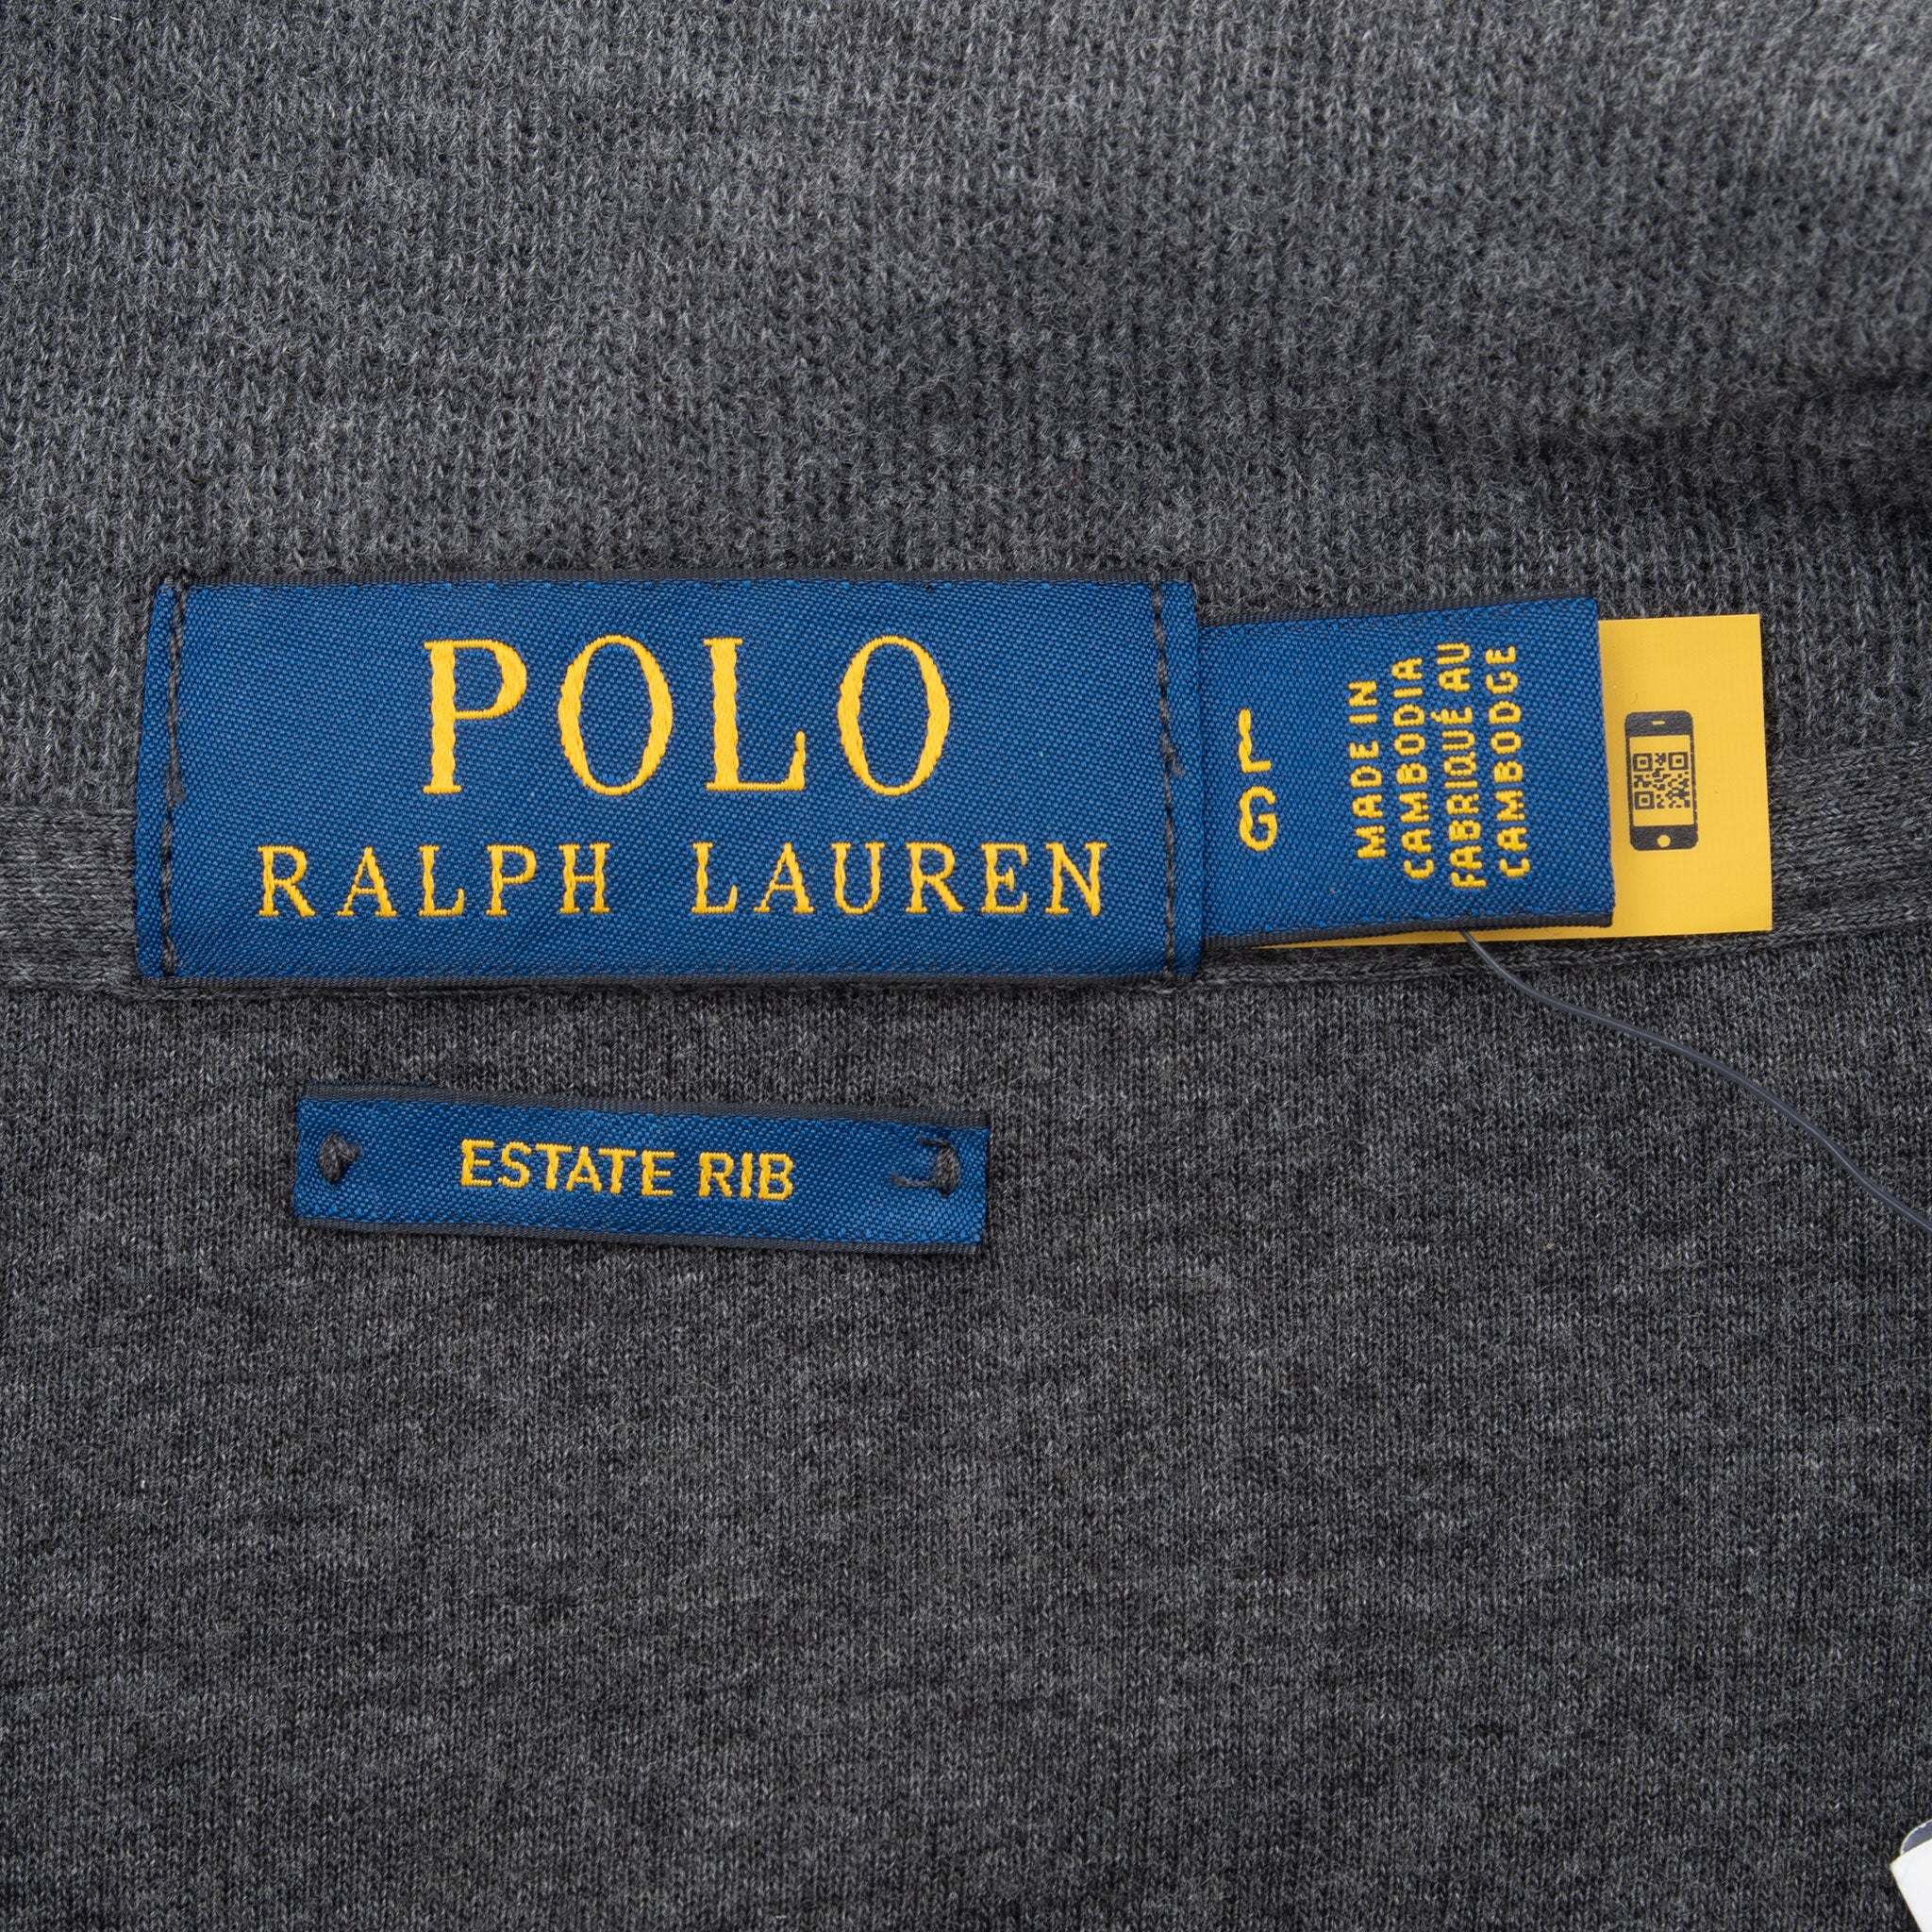 POLO
RALPH LAUREN
L
G
MADE IN
CAMBODIA
FABRIQUÉ AU
CAMBODGE
ESTATE RIB